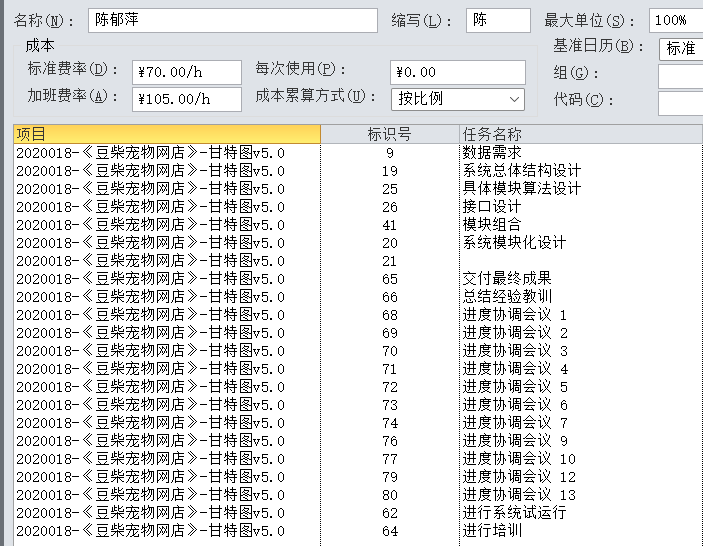 名称(N): 陈郁萍 缩写(L): 陈 最大单位(S): 100%
成本 基准日历(B): 标准
标准费率(D): ¥70.00/h 每次使用(P): ¥0.00 组(G):
加班费率(A): ¥105.00/h 成本累算方式(U): 按比例 代码(C):
项目 标识号 任务名称
2020018-《豆柴宠物网店》-甘特图v5.0 9 数据需求
2020018-《豆柴宠物网店》-甘特图v5.0 19 系统总体结构设计
2020018-《豆柴宠物网店》-甘特图v5.0 25 具体模块算法设计
2020018-《豆柴宠物网店》-甘特图v5.0 26 接口设计
2020018-《豆柴宠物网店》-甘特图v5.0 41 模块组合
2020018-《豆柴宠物网店》-甘特图v5.0 20 系统模块化设计
2020018-《豆柴宠物网店》-甘特图v5.0 21
2020018-《豆柴宠物网店》-甘特图v5.0 65 交付最终成果
2020018-《豆柴宠物网店》-甘特图v5.0 66 总结经验教训
2020018-《豆柴宠物网店》-甘特图v5.0 68 进度协调会议 1
2020018-《豆柴宠物网店》-甘特图v5.0 69 进度协调会议 2
2020018-《豆柴宠物网店》-甘特图v5.0 70 进度协调会议 3
2020018-《豆柴宠物网店》-甘特图v5.0 71 进度协调会议 4
2020018-《豆柴宠物网店》-甘特图v5.0 72 进度协调会议 5
2020018-《豆柴宠物网店》-甘特图v5.0 73 进度协调会议 6
2020018-《豆柴宠物网店》-甘特图v5.0 74 进度协调会议 7
2020018-《豆柴宠物网店》-甘特图v5.0 76 进度协调会议 9
2020018-《豆柴宠物网店》-甘特图v5.0 77 进度协调会议 10
2020018-《豆柴宠物网店》-甘特图v5.0 79 进度协调会议 12
2020018-《豆柴宠物网店》-甘特图v5.0 80 进度协调会议 13
2020018-《豆柴宠物网店》-甘特图v5.0 62 进行系统试运行
2020018-《豆柴宠物网店》-甘特图v5.0 64 进行培训